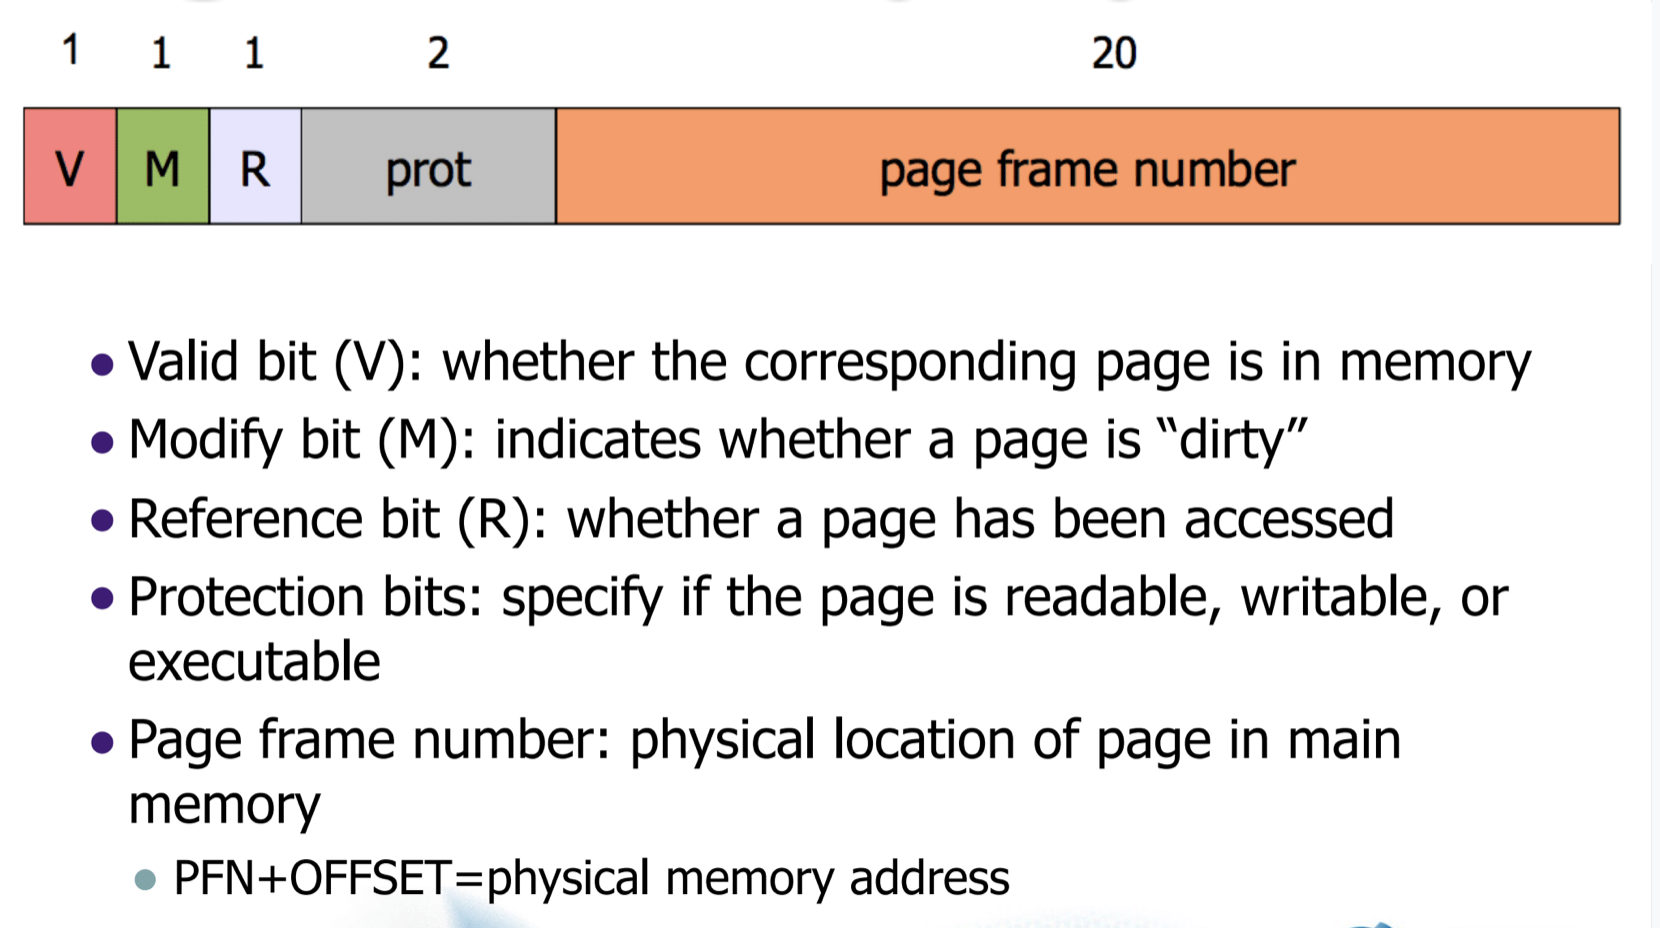 1 1 1 2 20
V M R prot page frame number
● Valid bit (V): whether the corresponding page is in memory
● Modify bit (M): indicates whether a page is “dirty”
● Reference bit (R): whether a page has been accessed
● Protection bits: specify if the page is readable, writable, or
executable
● Page frame number: physical location of page in main
memory
● PFN+OFFSET=physical memory address